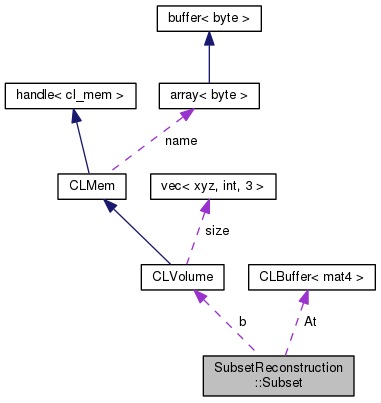 buffer< byte >
handle< cl_mem >
array< byte >
name
CLMem
vec< xyz, int, 3 >
size
CLVolume
CLBuffer< mat4 >
b
At
SubsetReconstruction
::Subset